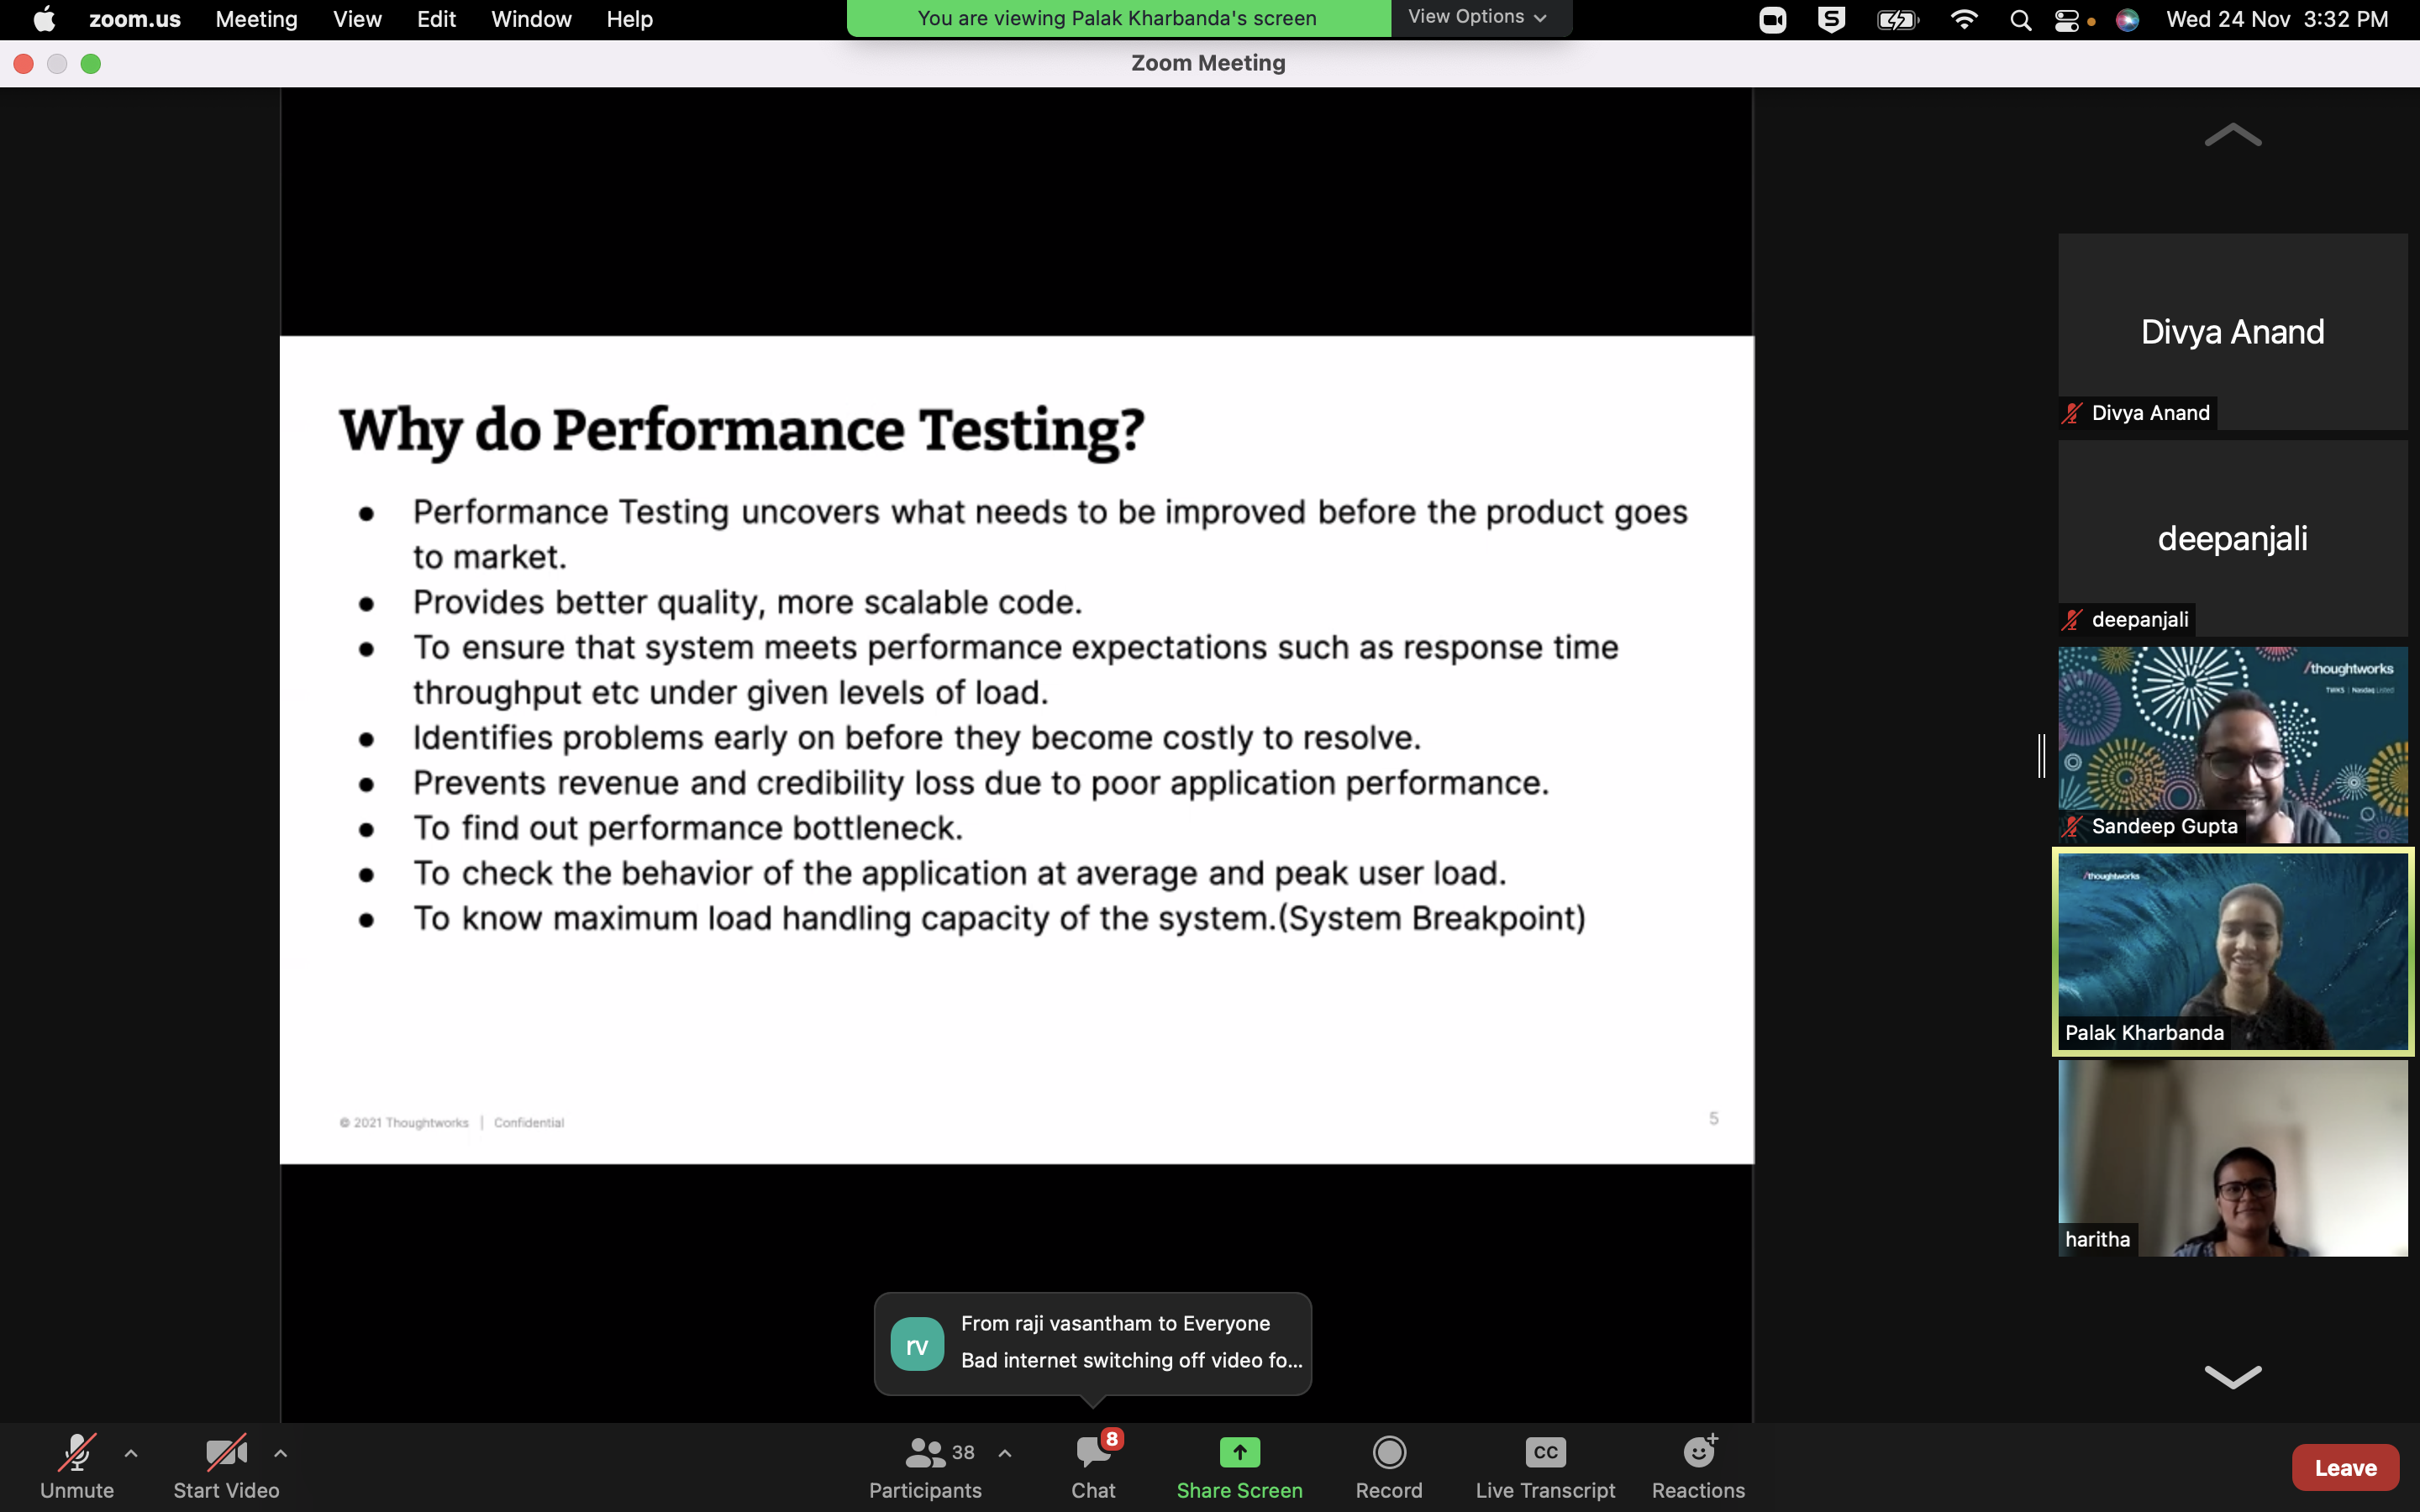 zoom.us Meeting View Edit Window Help
You are viewing Palak Kharbanda's screen
View Options
Wed 24 Nov 3:32 PM
Zoom Meeting
Why do Performance Testing?
● Performance Testing uncovers what needs to be improved before the product goes
to market.
● Provides better quality, more scalable code.
● To ensure that system meets performance expectations such as response time
throughput etc under given levels of load.
● Identifies problems early on before they become costly to resolve.
● Prevents revenue and credibility loss due to poor application performance.
● To find out performance bottleneck.
● To check the behavior of the application at average and peak user load.
● To know maximum load handling capacity of the system.(System Breakpoint)
© 2021 Thoughtworks | Confidential
5
Divya Anand
Divya Anand
deepanjali
deepanjali
/thoughtworks
TWKS | Nasdaq Listed
Sandeep Gupta
/thoughtworks
Palak Kharbanda
haritha
rv
From raji vasantham to Everyone
Bad internet switching off video fo...
Unmute
Start Video
38
Participants
8
Chat
Share Screen
Record
CC
Live Transcript
Reactions
Leave